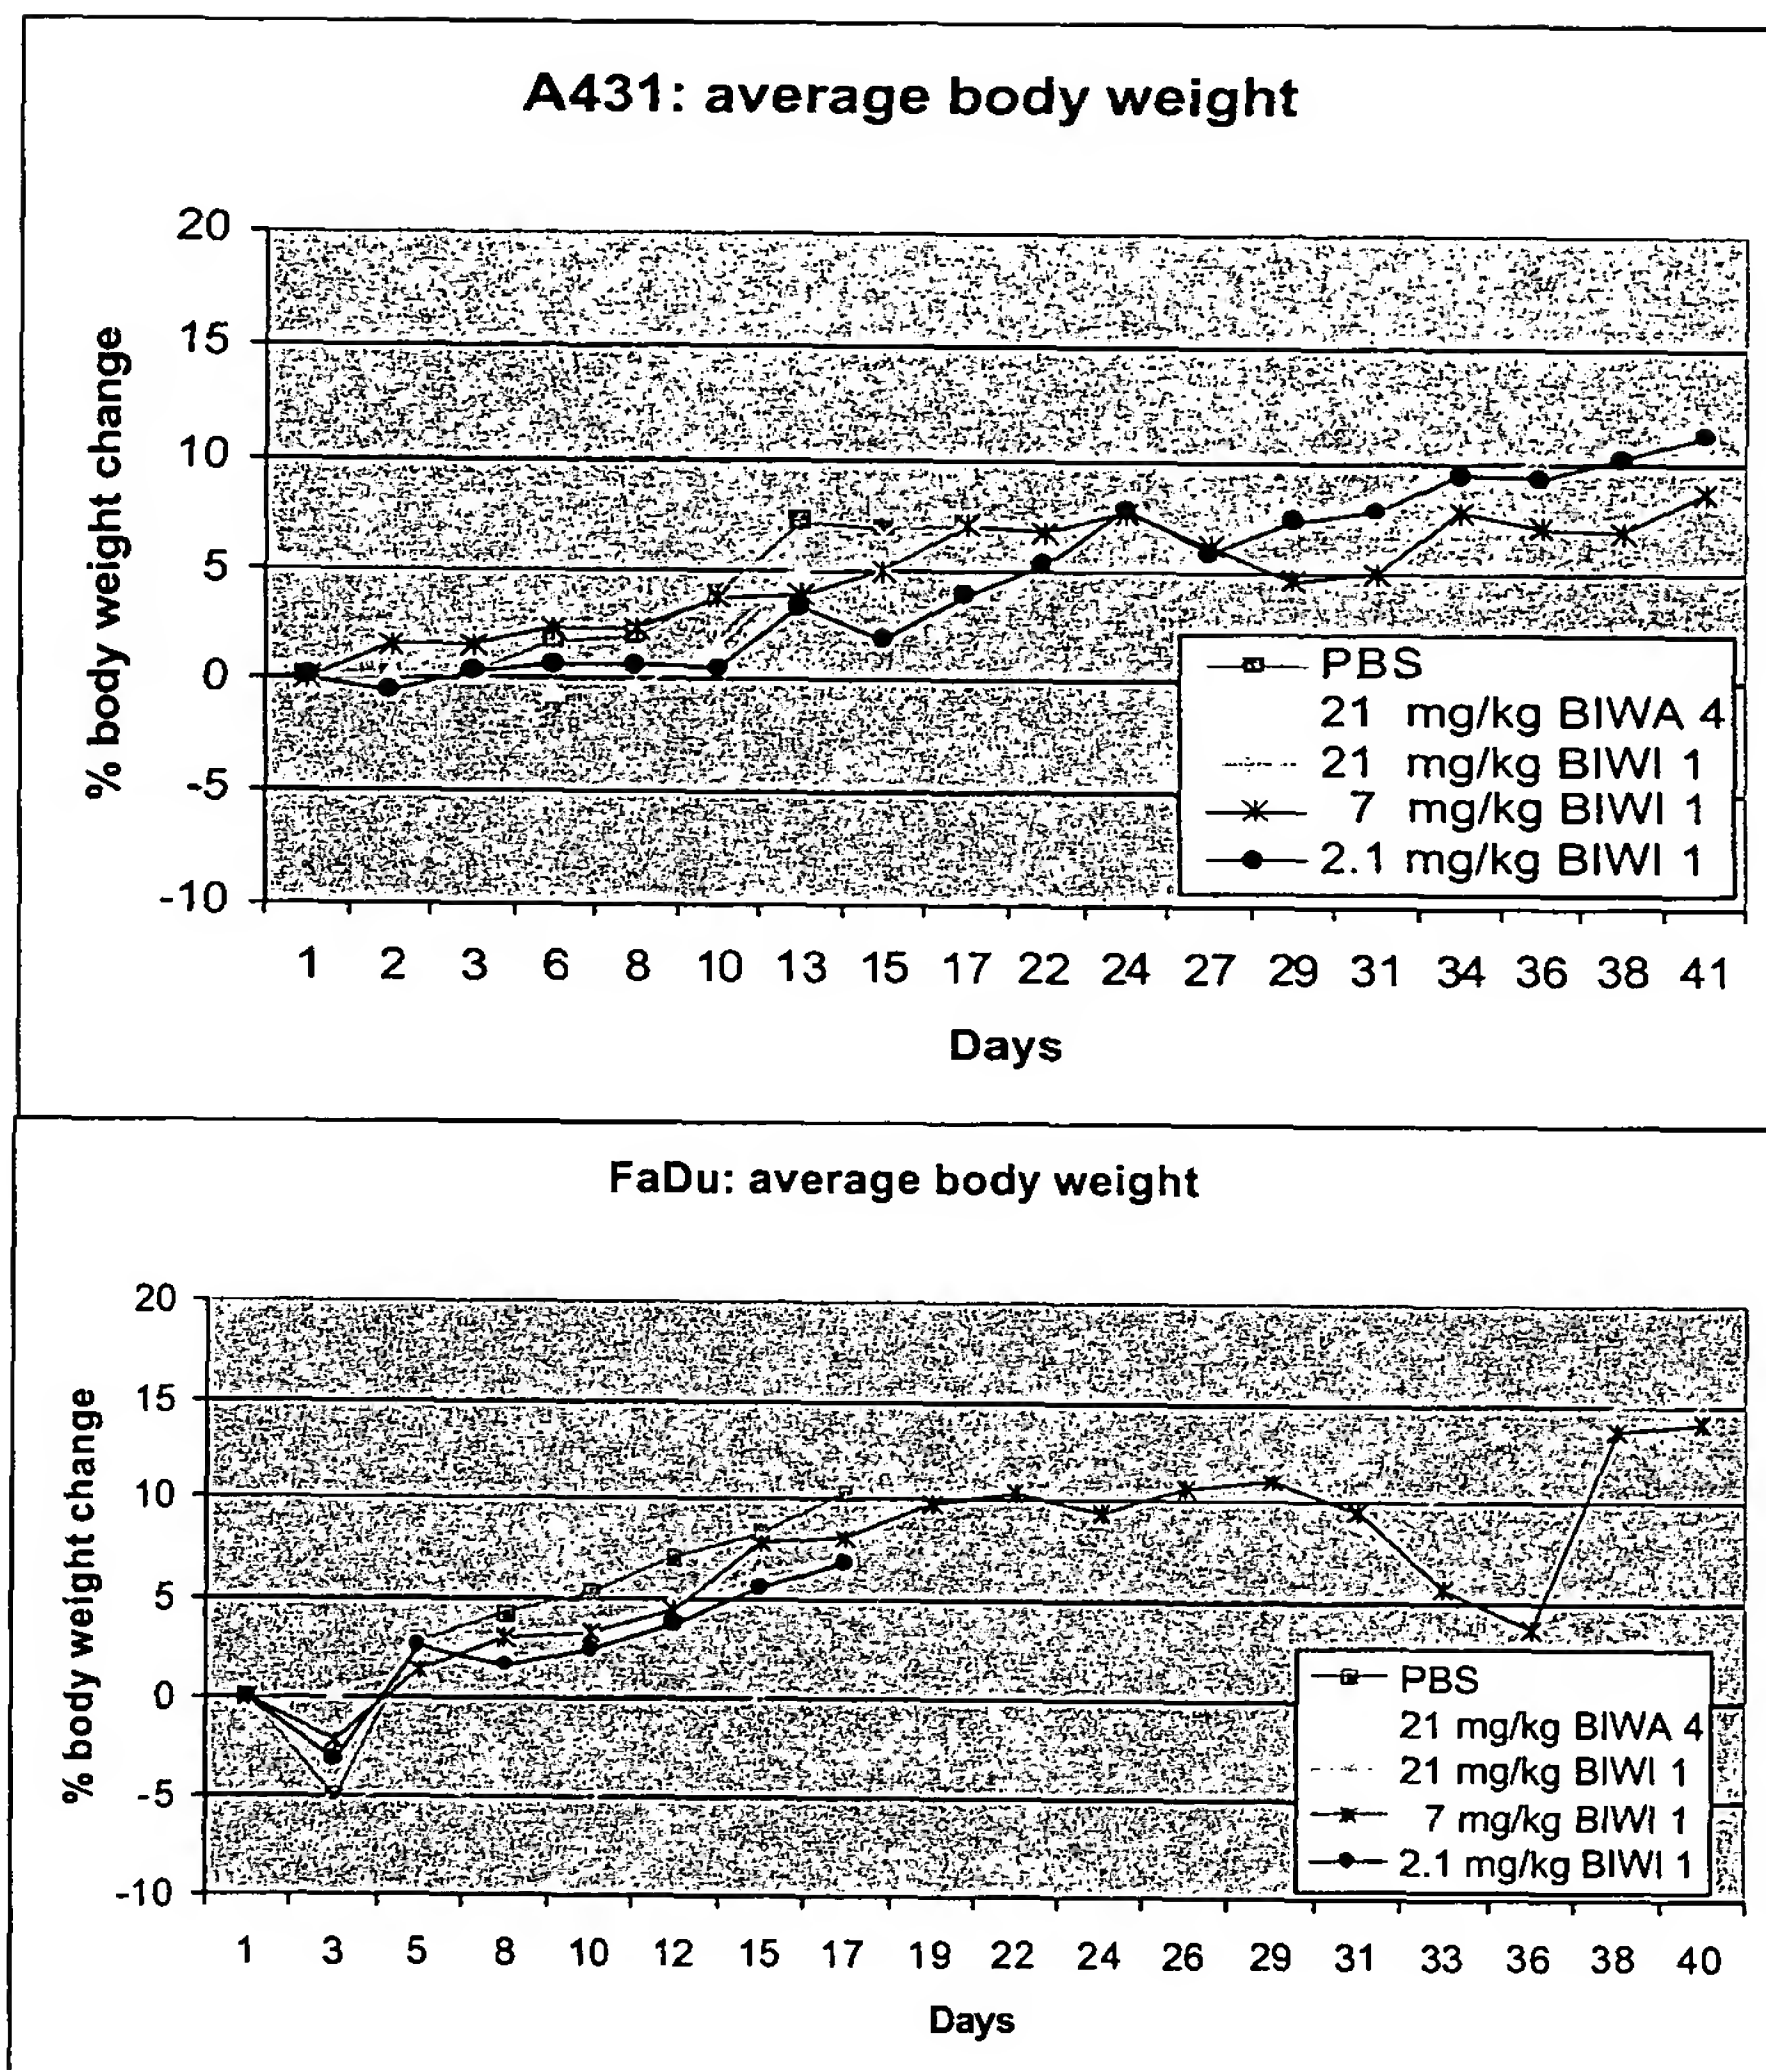 A431: average body weight
% body weight change
20
15
10
5
0
-5
-10
PBS
21 mg/kg BIWA 4
21 mg/kg BIWI 1
7 mg/kg BIWI 1
2.1 mg/kg BIWI 1
1 2 3 6 8 10 13 15 17 22 24 27 29 31 34 36 38 41
Days
FaDu: average body weight
% body weight change
20
15
10
5
0
-5
-10
PBS
21 mg/kg BIWA 4
21 mg/kg BIWI 1
7 mg/kg BIWI 1
2.1 mg/kg BIWI 1
1 3 5 8 10 12 15 17 19 22 24 26 29 31 33 36 38 40
Days